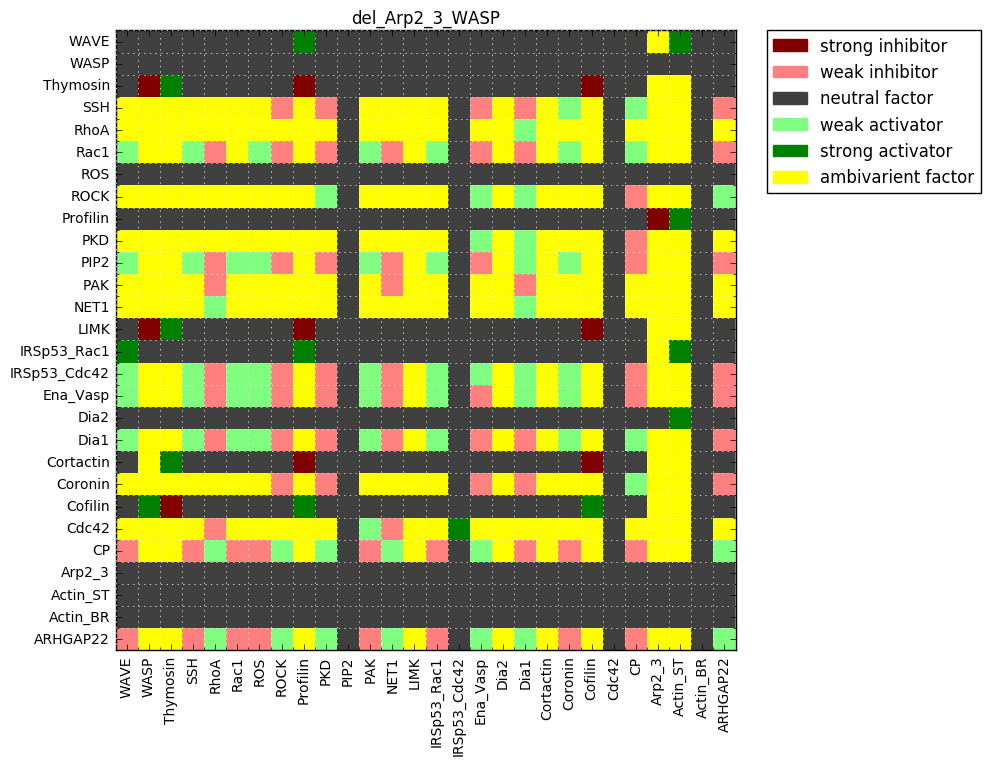 del_Arp2_3_WASP
WAVE
WASP
Thymosin
SSH
RhoA
Rac1
ROS
ROCK
Profilin
PKD
PIP2
PAK
NET1
LIMK
IRSp53_Rac1
IRSp53_Cdc42
Ena_Vasp
Dia2
Dia1
Cortactin
Coronin
Cofilin
Cdc42
CP
Arp2_3
Actin_ST
Actin_BR
ARHGAP22
WAVE
WASP
Thymosin
SSH
RhoA
Rac1
ROS
ROCK
Profilin
PKD
PIP2
PAK
NET1
LIMK
IRSp53_Rac1
IRSp53_Cdc42
Ena_Vasp
Dia2
Dia1
Cortactin
Coronin
Cofilin
Cdc42
CP
Arp2_3
Actin_ST
Actin_BR
ARHGAP22
strong inhibitor
weak inhibitor
neutral factor
weak activator
strong activator
ambivarient factor